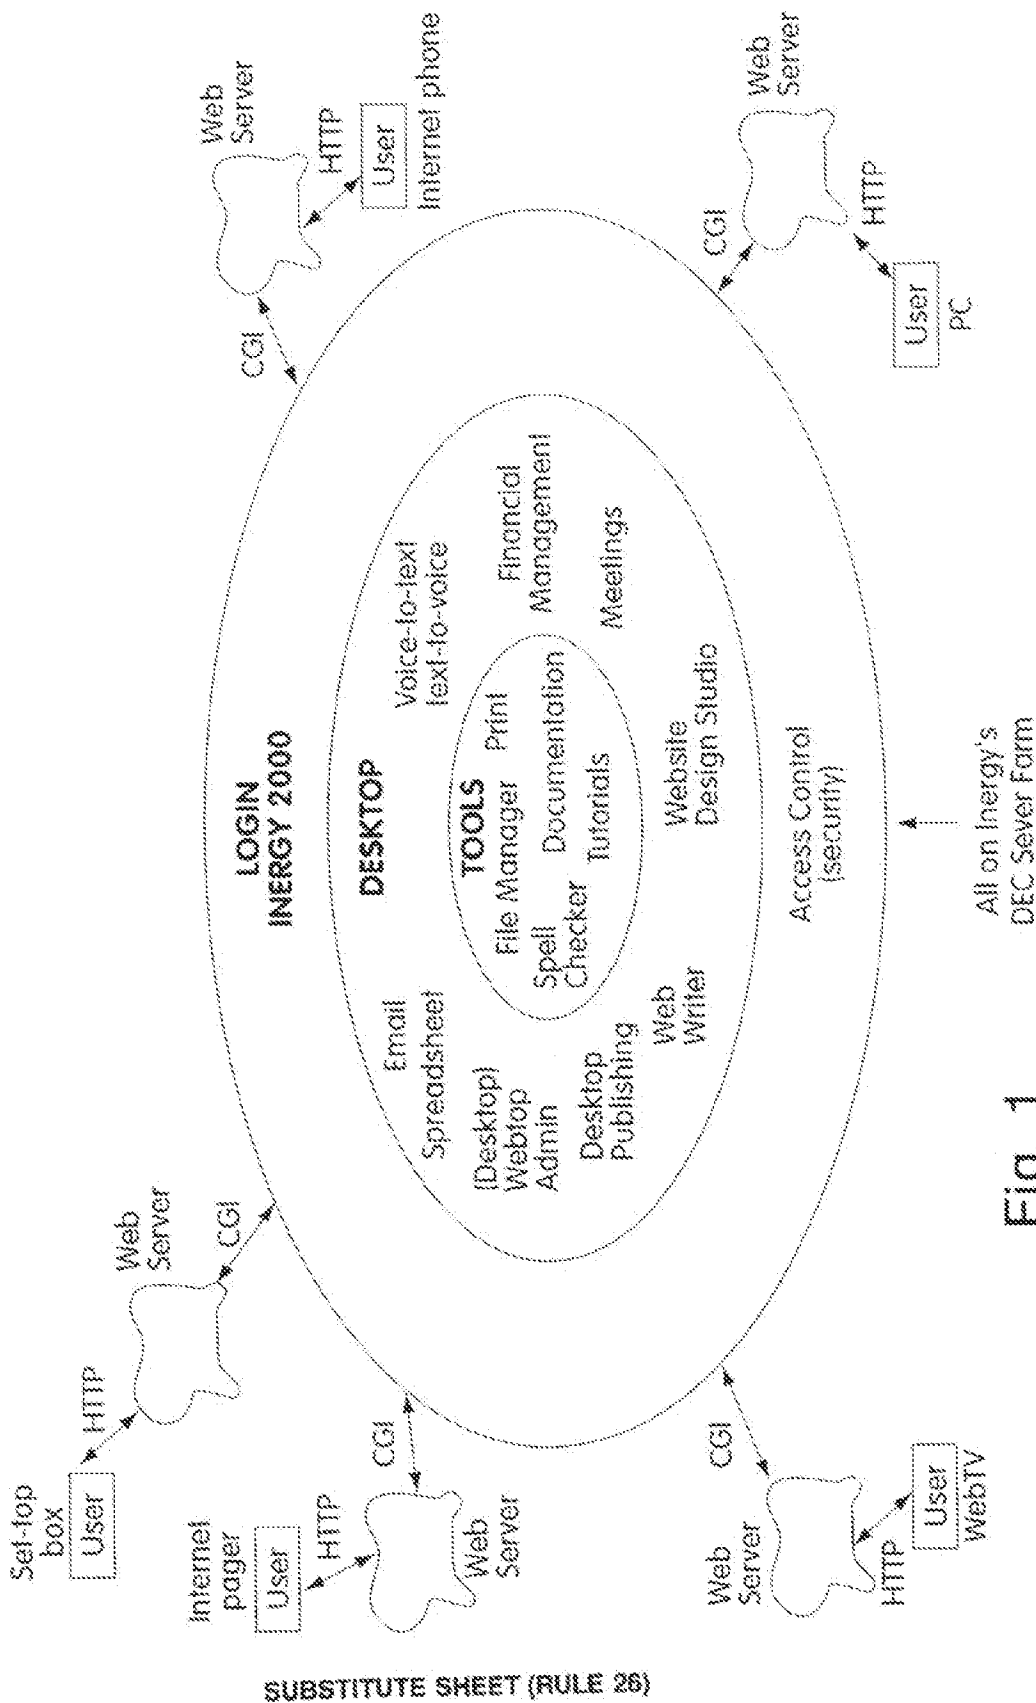 Set-top
box
User
HTTP
Web
Server
CGI
Internet
pager
User
HTTP
CGI
Web
Server
Web
Server
HTTP
User
WebTV
CGI
LOGIN
INERGY 2000
DESKTOP
Email
Spreadsheet
(Desktop)
Webtop
Admin
Desktop
Publishing
Web
Writer
Website
Design Studio
Voice-to-text
text-to-voice
Financial
Management
Meetings
TOOLS
File Manager
Print
Spell
Checker
Documentation
Tutorials
Access Control
(security)
All on Inergy's
DEC Sever Farm
Web
Server
CGI
HTTP
User
Internet phone
Web
Server
CGI
HTTP
User
PC
Fig. 1
SUBSTITUTE SHEET (RULE 26)